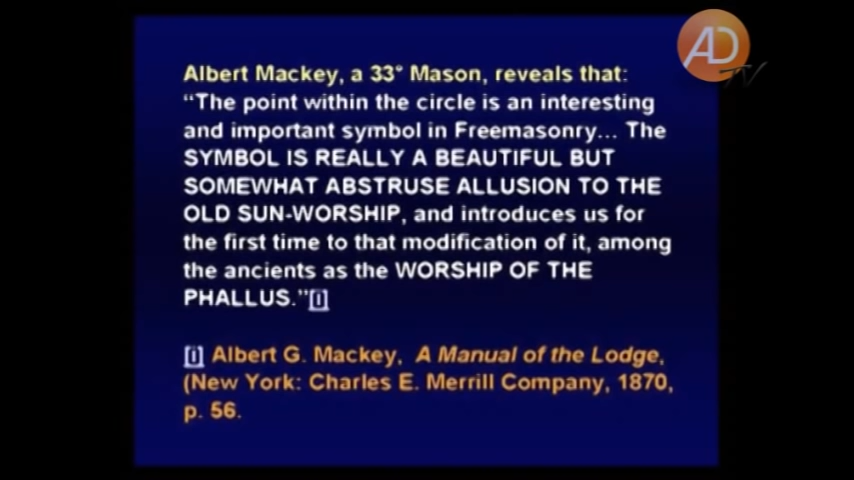 AD
TV
Albert Mackey, a 33° Mason, reveals that:
“The point within the circle is an interesting
and important symbol in Freemasonry... The
SYMBOL IS REALLY A BEAUTIFUL BUT
SOMEWHAT ABSTRUSE ALLUSION TO THE
OLD SUN-WORSHIP, and introduces us for
the first time to that modification of it, among
the ancients as the WORSHIP OF THE
PHALLUS.”[i]
[i] Albert G. Mackey, A Manual of the Lodge,
(New York: Charles E. Merrill Company, 1870,
p. 56.